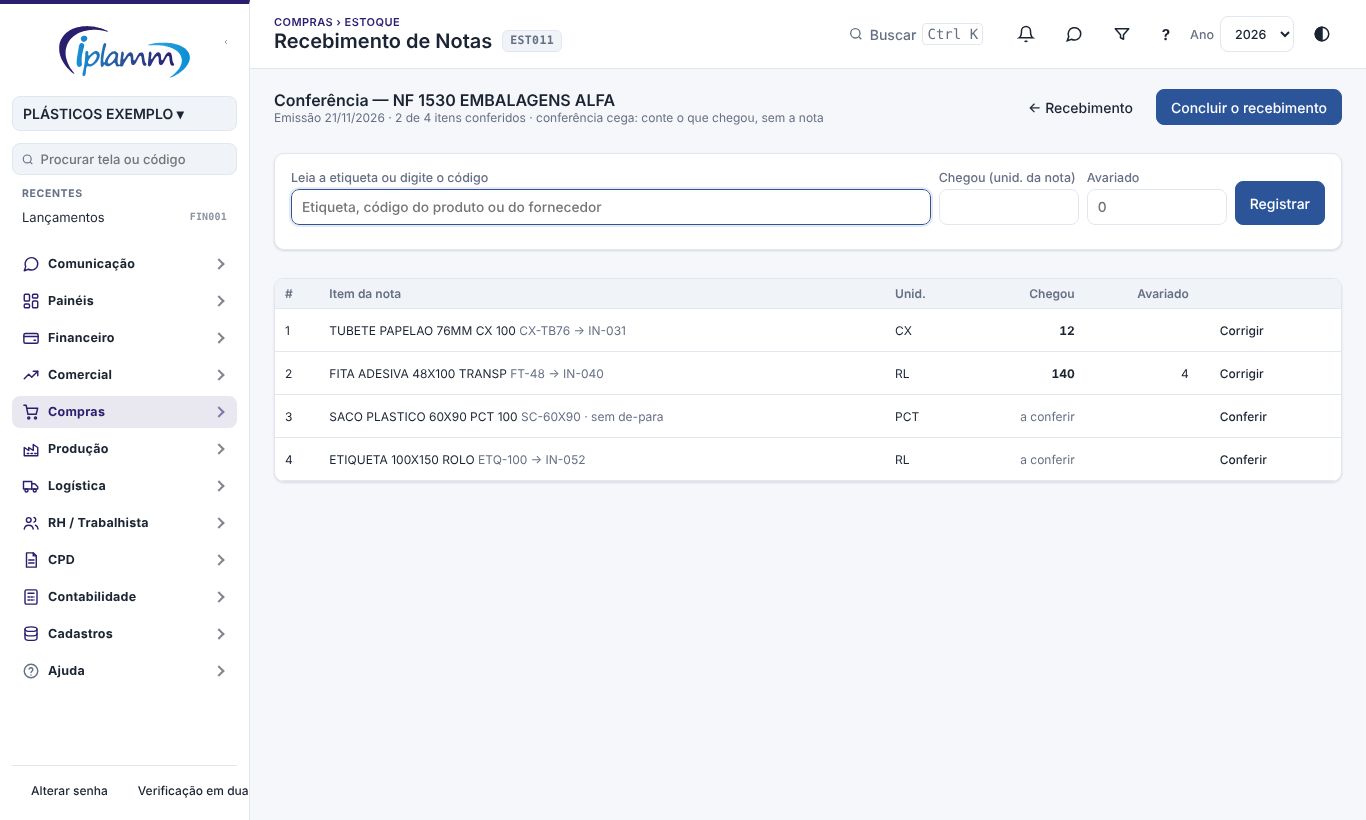 iplamm
‹
PLÁSTICOS EXEMPLO ▾
Procurar tela ou código
RECENTES
Lançamentos FIN001
Comunicação
Painéis
Financeiro
Comercial
Compras
Produção
Logística
RH / Trabalhista
CPD
Contabilidade
Cadastros
Ajuda
Alterar senha Verificação em dua
COMPRAS › ESTOQUE
Recebimento de Notas EST011
Buscar Ctrl K ? Ano 2026
Conferência — NF 1530 EMBALAGENS ALFA
Emissão 21/11/2026 · 2 de 4 itens conferidos · conferência cega: conte o que chegou, sem a nota
← Recebimento Concluir o recebimento
Leia a etiqueta ou digite o código Chegou (unid. da nota) Avariado
Etiqueta, código do produto ou do fornecedor 0 Registrar
# Item da nota Unid. Chegou Avariado
1 TUBETE PAPELAO 76MM CX 100 CX-TB76 → IN-031 CX 12 Corrigir
2 FITA ADESIVA 48X100 TRANSP FT-48 → IN-040 RL 140 4 Corrigir
3 SACO PLASTICO 60X90 PCT 100 SC-60X90 · sem de-para PCT a conferir Conferir
4 ETIQUETA 100X150 ROLO ETQ-100 → IN-052 RL a conferir Conferir